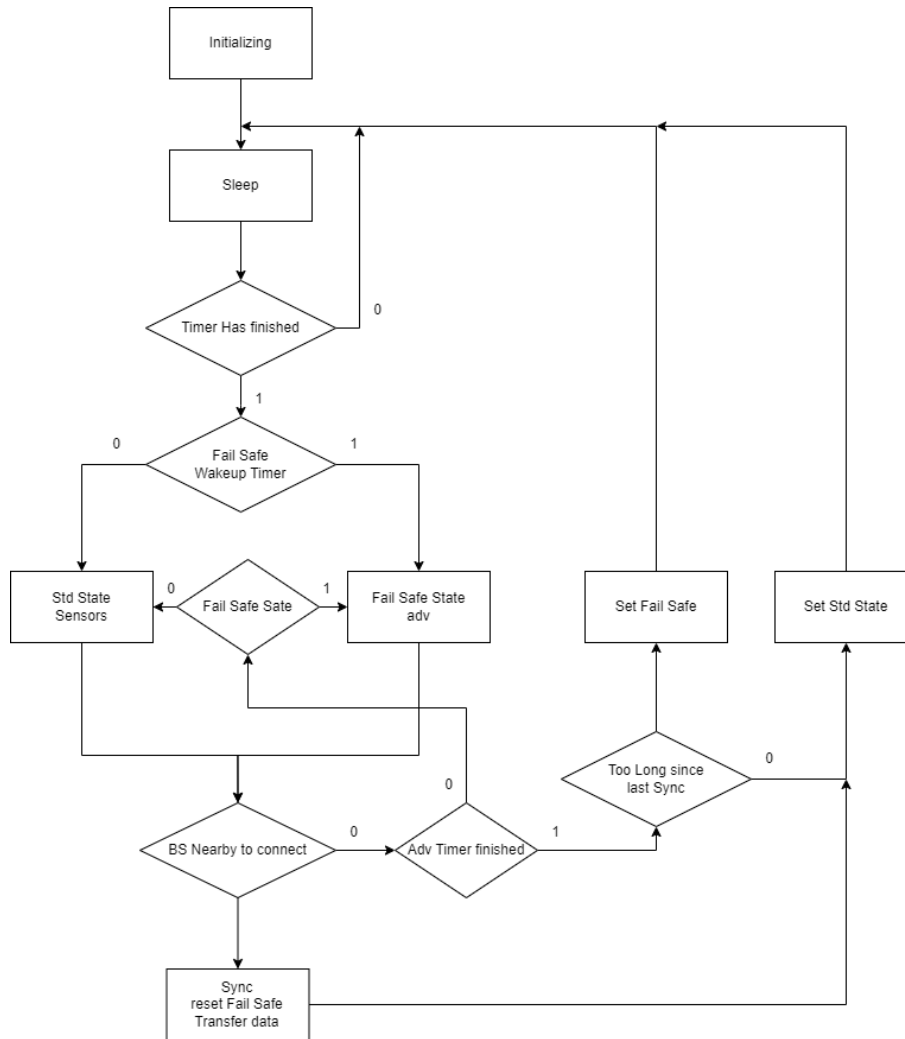 Initializing
Sleep
Timer Has finished
0
1
0
Fail Safe
Wakeup Timer
1
Std State
Sensors
0
Fail Safe Sate
1
Fail Safe State
adv
Set Fail Safe
Set Std State
Too Long since
last Sync
0
0
BS Nearby to connect
0
Adv Timer finished
1
Sync
reset Fail Safe
Transfer data